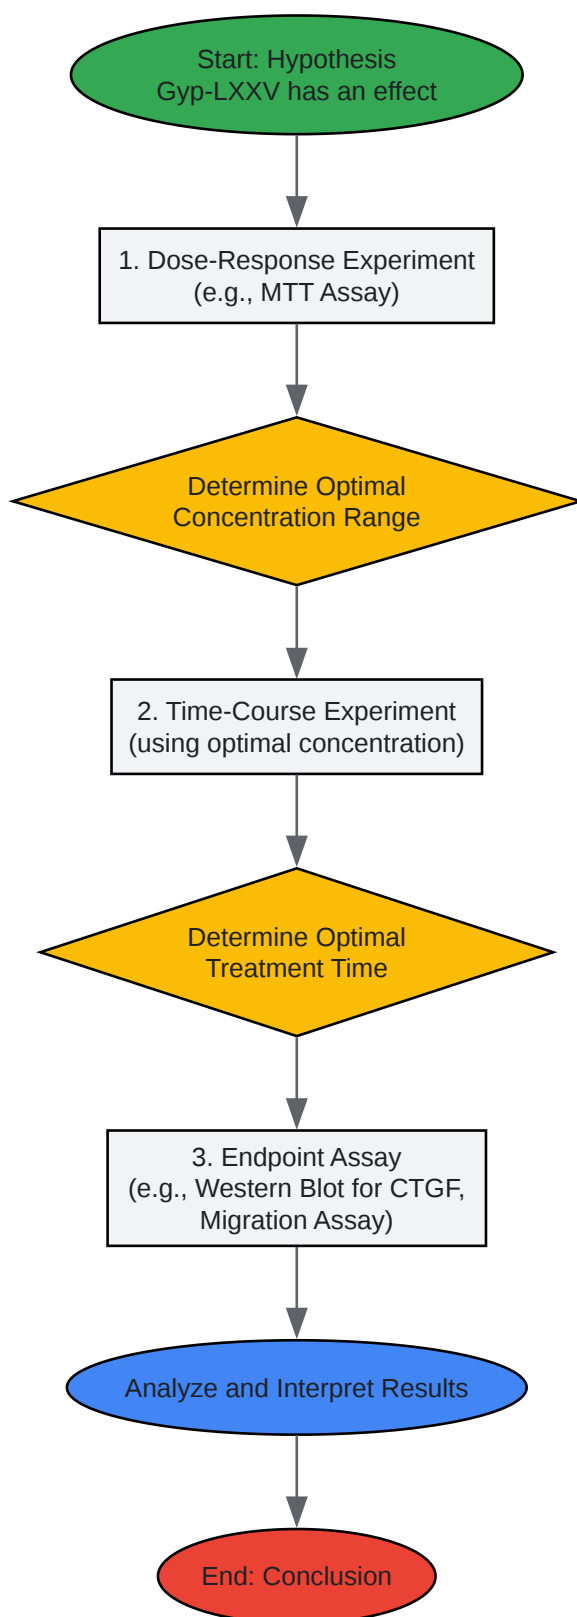 Start: Hypothesis
Gyp-LXXV has an effect
1. Dose-Response Experiment
(e.g., MTT Assay)
Determine Optimal
Concentration Range
2. Time-Course Experiment
(using optimal concentration)
Determine Optimal
Treatment Time
3. Endpoint Assay
(e.g., Western Blot for CTGF,
Migration Assay)
Analyze and Interpret Results
End: Conclusion